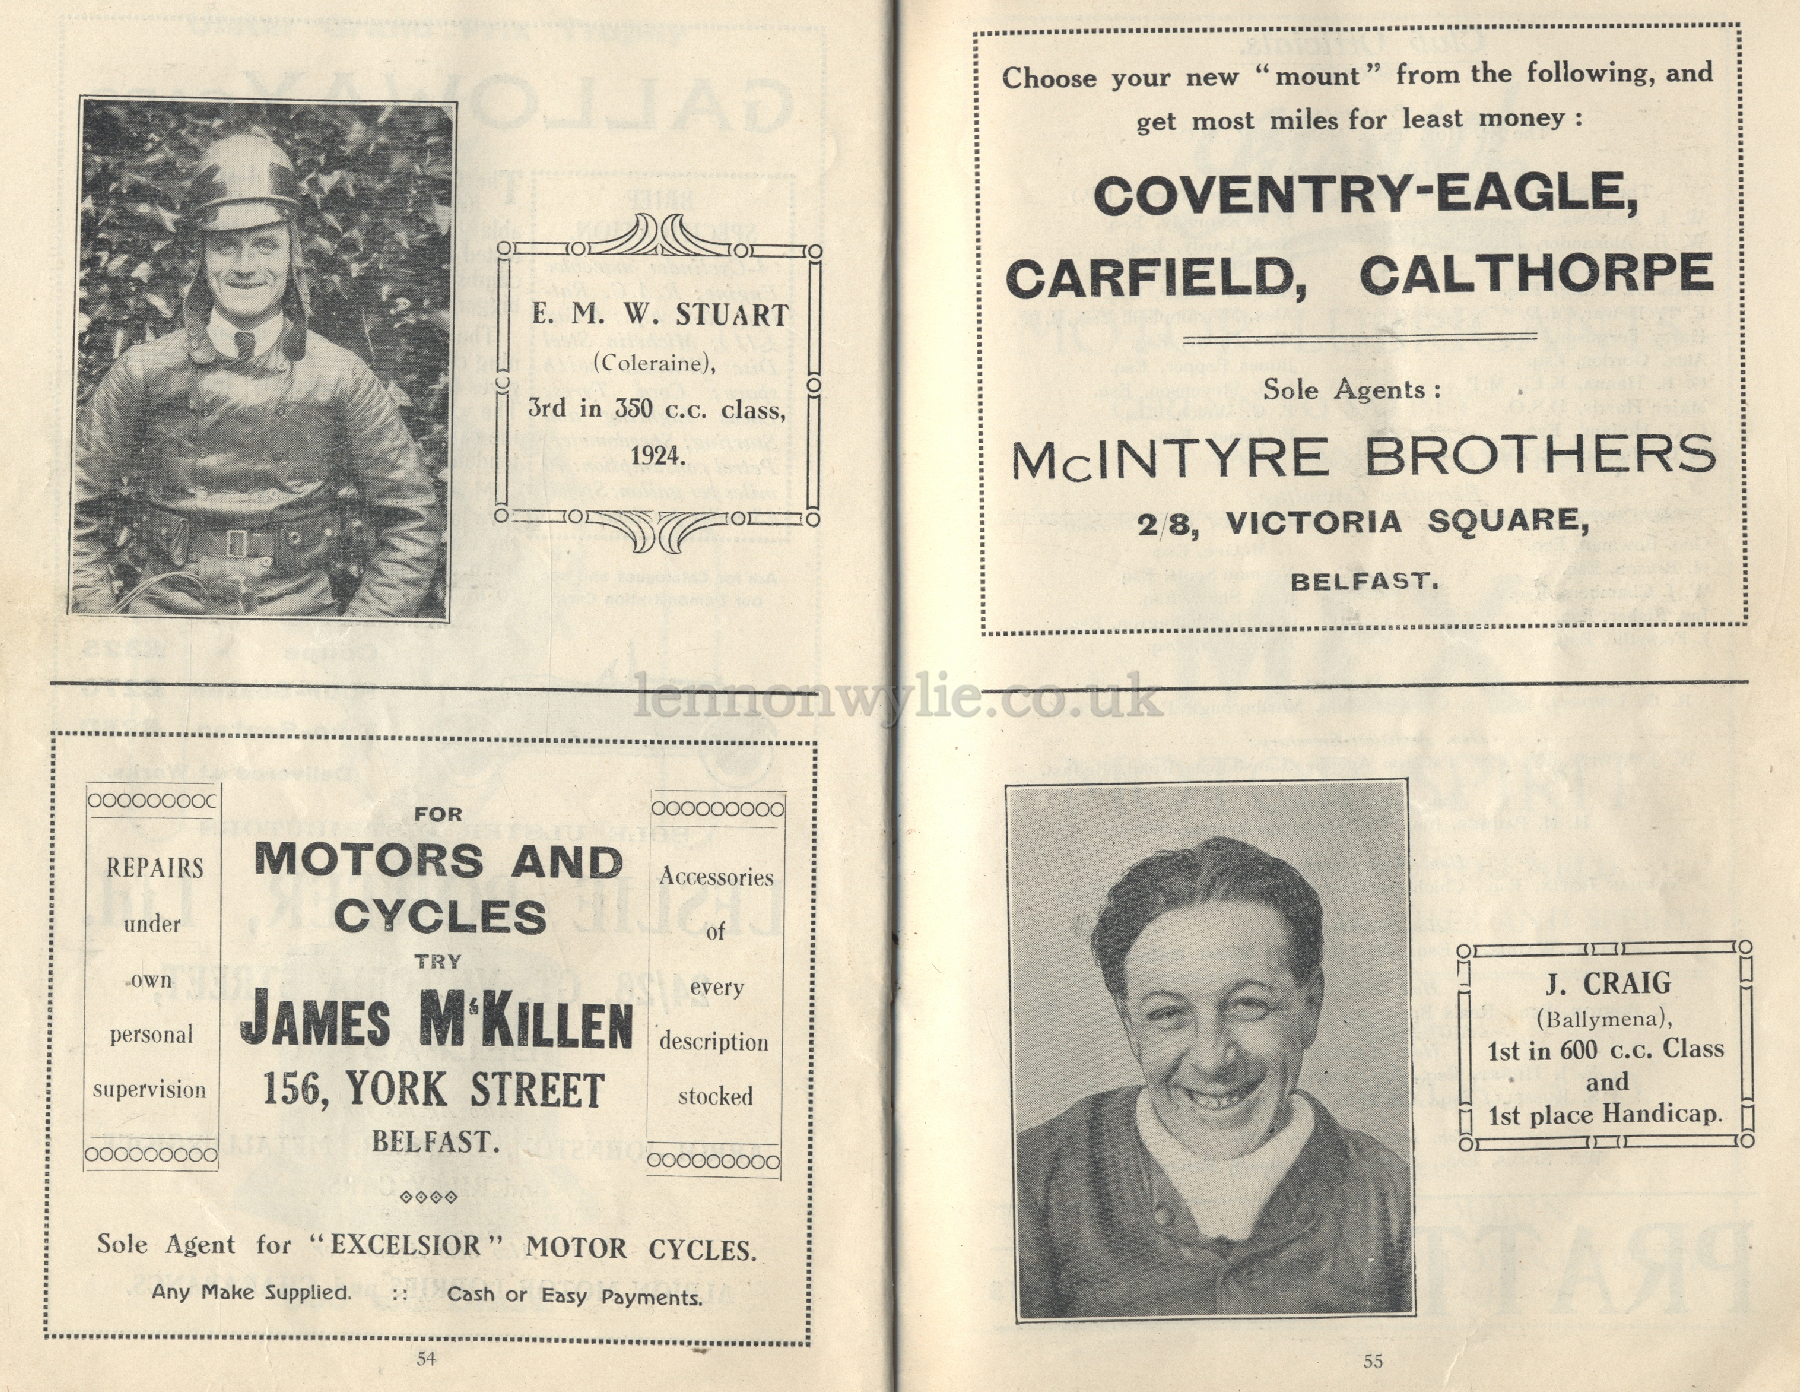 E. M. W. STUART
(Coleraine),
3rd in 350 c.c. class,
1924.
REPAIRS
under
own
personal
supervision
FOR
MOTORS AND
CYCLES
TRY
JAMES M'KILLEN
156, YORK STREET
BELFAST.
Accessories
of
every
description
stocked
Sole Agent for "EXCELSIOR" MOTOR CYCLES.
Any Make Supplied. :: Cash or Easy Payments.
54
Choose your new "mount" from the following, and
get most miles for least money :
COVENTRY-EAGLE,
CARFIELD, CALTHORPE
Sole Agents :
McINTYRE BROTHERS
2/8, VICTORIA SQUARE,
BELFAST.
J. CRAIG
(Ballymena),
1st in 600 c.c. Class
and
1st place Handicap.
55
lennonwylie.co.uk